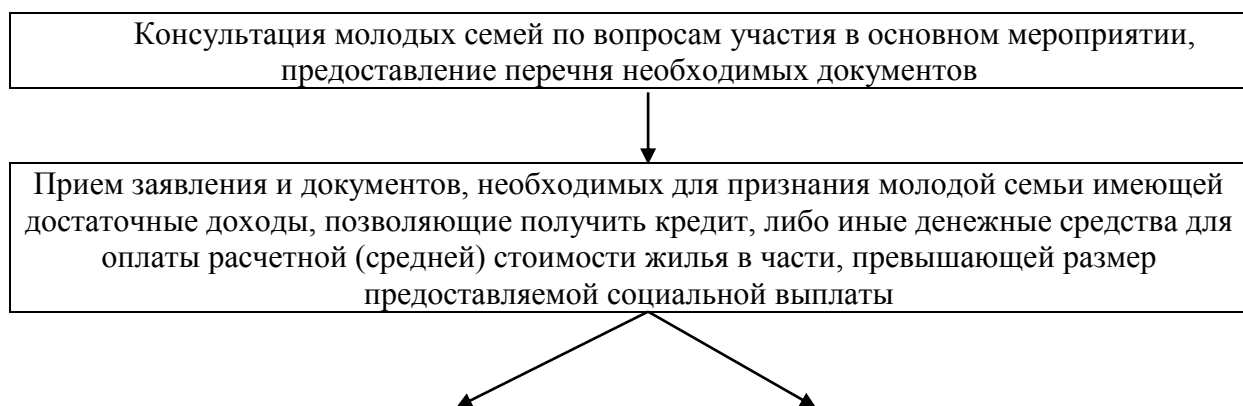 Консультация молодых семей по вопросам участия в основном мероприятии,
предоставление перечня необходимых документов
Прием заявления и документов, необходимых для признания молодой семьи имеющей
достаточные доходы, позволяющие получить кредит, либо иные денежные средства для
оплаты расчетной (средней) стоимости жилья в части, превышающей размер
предоставляемой социальной выплаты